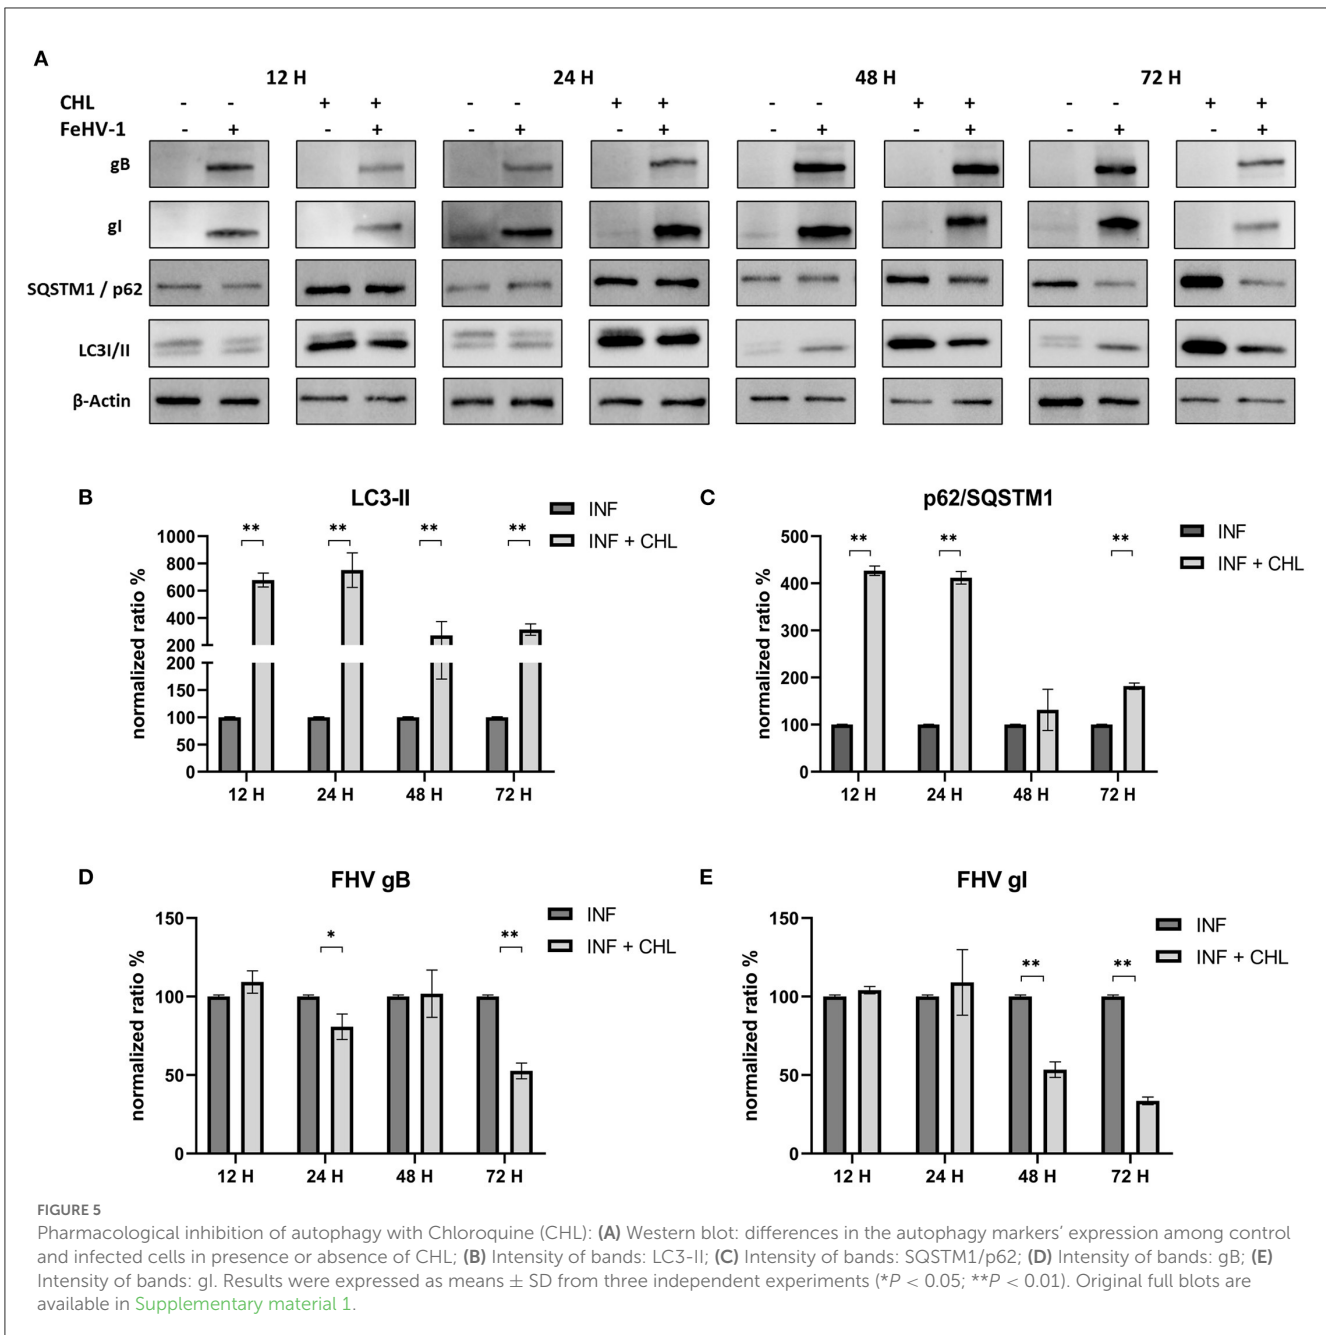 A
12 H 24 H 48 H 72 H
CHL - - + + - - + + - - + + - - + +
FeHV-1 - + - + - + - + - + - + - + - +
gB
gI
SQSTM1 / p62
LC3I/II
β-Actin
B
LC3-II
INF
INF + CHL
normalized ratio %
1000
800
600
400
200
200
150
100
50
0
** ** ** **
12 H 24 H 48 H 72 H
C
p62/SQSTM1
INF
INF + CHL
normalized ratio %
500
400
300
200
100
0
** ** **
12 H 24 H 48 H 72 H
D
FHV gB
INF
INF + CHL
normalized ratio %
150
100
50
0
* **
12 H 24 H 48 H 72 H
E
FHV gI
INF
INF + CHL
normalized ratio %
150
100
50
0
** **
12 H 24 H 48 H 72 H
FIGURE 5
Pharmacological inhibition of autophagy with Chloroquine (CHL): (A) Western blot: differences in the autophagy markers' expression among control
and infected cells in presence or absence of CHL; (B) Intensity of bands: LC3-II; (C) Intensity of bands: SQSTM1/p62; (D) Intensity of bands: gB; (E)
Intensity of bands: gI. Results were expressed as means ± SD from three independent experiments (*P < 0.05; **P < 0.01). Original full blots are
available in Supplementary material 1.